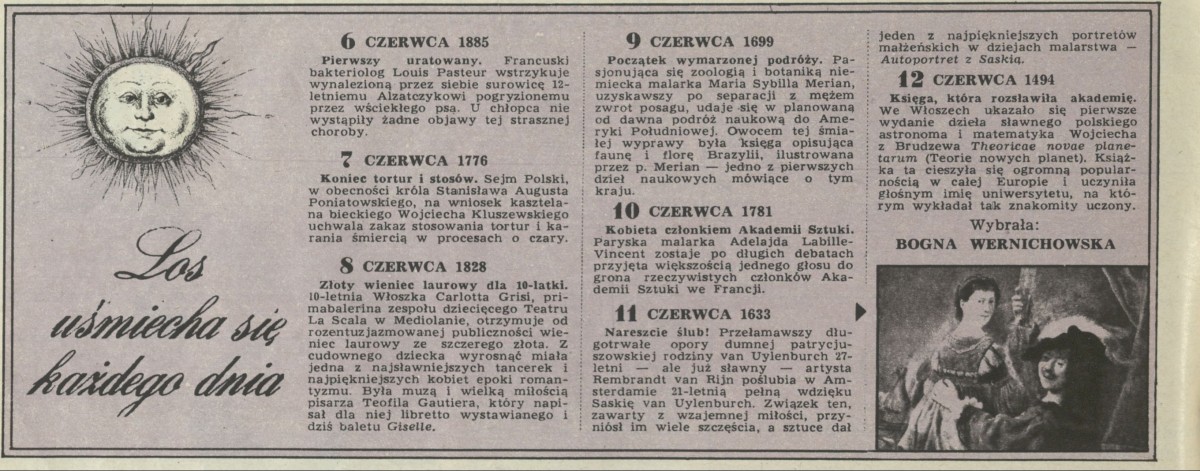 Los
uśmiecha się
każdego dnia
6 CZERWCA 1885
Pierwszy uratowany. Francuski
bakteriolog Louis Pasteur wstrzykuje
wynalezioną przez siebie surowicę 12-
letniemu Alzatczykowi pogryzionemu
przez wściekłego psa. U chłopca nie
wystąpiły żadne objawy tej strasznej
choroby.
7 CZERWCA 1776
Koniec tortur i stosów. Sejm Polski,
w obecności króla Stanisława Augusta
Poniatowskiego, na wniosek kasztela-
na bieckiego Wojciecha Kluszewskiego
uchwala zakaz stosowania tortur i ka-
rania śmiercią w procesach o czary.
8 CZERWCA 1828
Złoty wieniec laurowy dla 10-latki.
10-letnia Włoszka Carlotta Grisi, pri-
mabalerina zespołu dziecięcego Teatru
La Scala w Mediolanie, otrzymuje od
rozentuzjazmowanej publiczności wie-
niec laurowy ze szczerego złota. Z
cudownego dziecka wyrosnąć miała
jedna z najsławniejszych tancerek i
najpiękniejszych kobiet epoki roman-
tyzmu. Była muzą i wielką miłością
pisarza Teofila Gautiera, który napi-
sał dla niej libretto wystawianego i
dziś baletu Giselle.
9 CZERWCA 1699
Początek wymarzonej podróży. Pa-
sjonująca się zoologią i botaniką nie-
miecka malarka Maria Sybilla Merian,
uzyskawszy po separacji z mężem
zwrot posagu, udaje się w planowaną
od dawna podróż naukową do Ame-
ryki Południowej. Owocem tej śmia-
łej wyprawy była księga opisująca
faunę i florę Brazylii, ilustrowana
przez p. Merian — jedno z pierwszych
dzieł naukowych mówiące o tym
kraju.
10 CZERWCA 1781
Kobieta członkiem Akademii Sztuki.
Paryska malarka Adelajda Labille-
Vincent zostaje po długich debatach
przyjęta większością jednego głosu do
grona rzeczywistych członków Aka-
demii Sztuki we Francji.
11 CZERWCA 1633
Nareszcie ślub! Przełamawszy dłu-
gotrwałe opory dumnej patrycju-
szowskiej rodziny van Uylenburch 27-
letni — ale już sławny — artysta
Rembrandt van Rijn poślubia w Am-
sterdamie 21-letnią pełną wdzięku
Saskię van Uylenburch. Związek ten,
zawarty z wzajemnej miłości, przy-
niósł im wiele szczęścia, a sztuce dał
jeden z najpiękniejszych portretów
małżeńskich w dziejach malarstwa —
Autoportret z Saskią.
12 CZERWCA 1494
Księga, która rozsławiła akademię.
We Włoszech ukazało się pierwsze
wydanie dzieła sławnego polskiego
astronoma i matematyka Wojciecha
z Brudzewa Theoricae novae plane-
tarum (Teorie nowych planet). Książ-
ka ta cieszyła się ogromną popular-
nością w całej Europie i uczyniła
głośnym imię uniwersytetu, na któ-
rym wykładał tak znakomity uczony.
Wybrała:
BOGNA WERNICHOWSKA